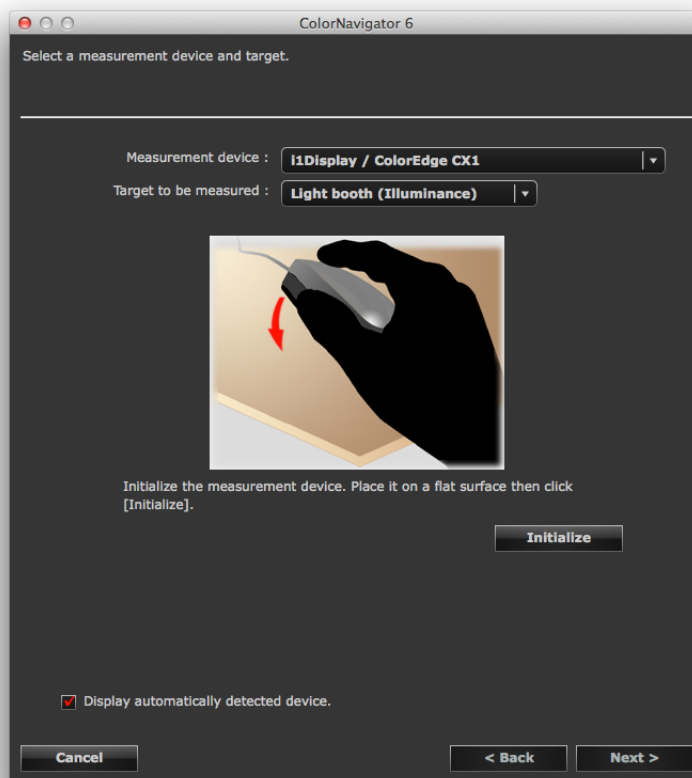 ColorNavigator 6
Select a measurement device and target.
Measurement device : i1Display / ColorEdge CX1
Target to be measured : Light booth (Illuminance)
Initialize the measurement device. Place it on a flat surface then click
[Initialize].
Initialize
Display automatically detected device.
Cancel < Back Next >